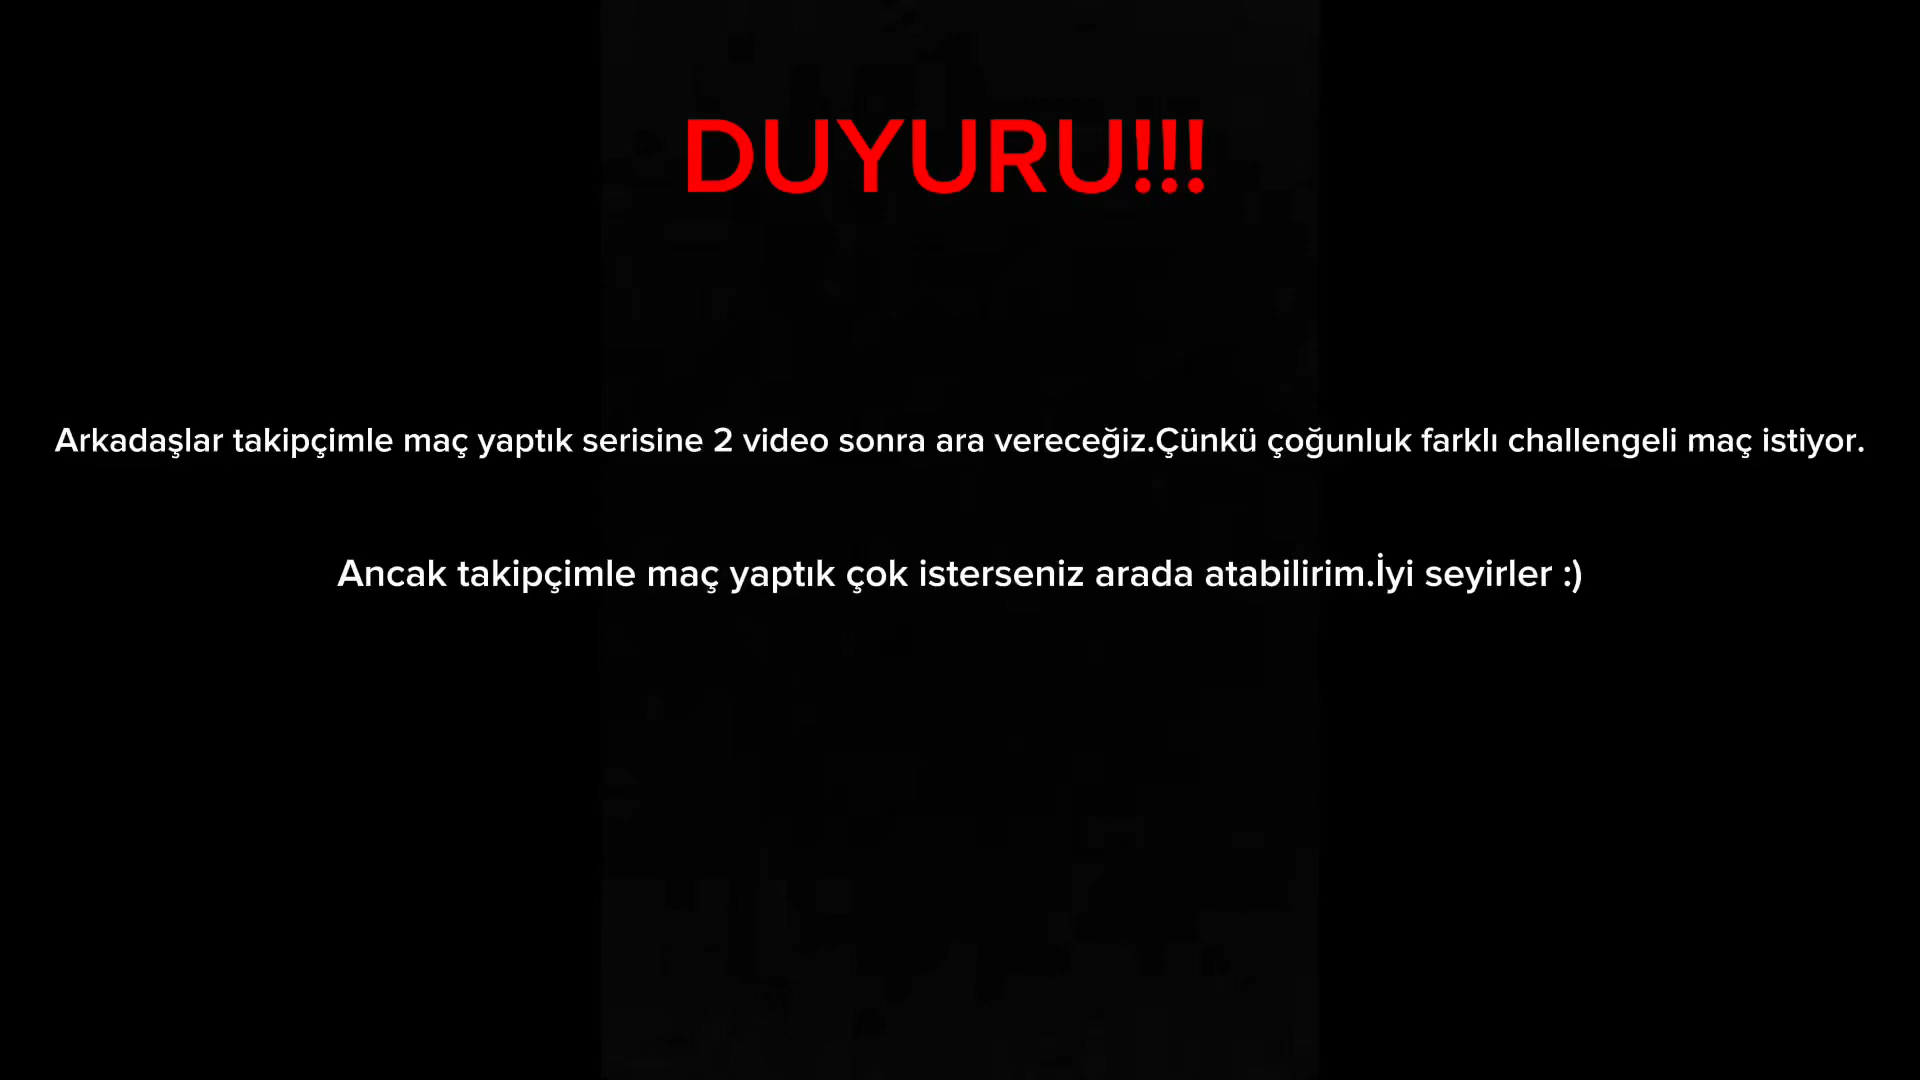 DUYURU!!!
Arkadaşlar takipçimle maç yaptık serisine 2 video sonra ara vereceğiz.Çünkü çoğunluk farklı challengeli maç istiyor.
Ancak takipçimle maç yaptık çok isterseniz arada atabilirim.İyi seyirler :)